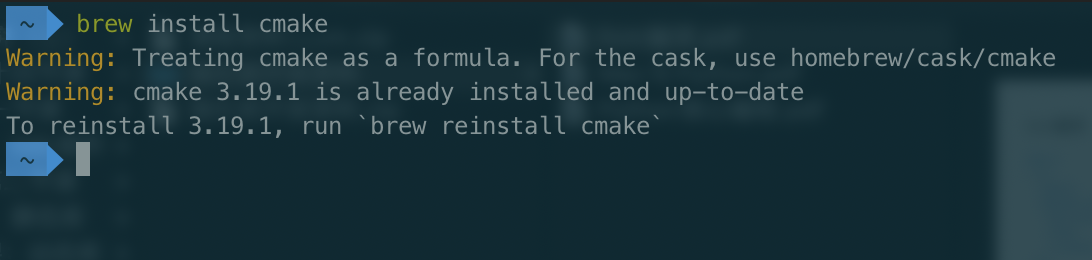 ~ brew install cmake
Warning: Treating cmake as a formula. For the cask, use homebrew/cask/cmake
Warning: cmake 3.19.1 is already installed and up-to-date
To reinstall 3.19.1, run `brew reinstall cmake`
~